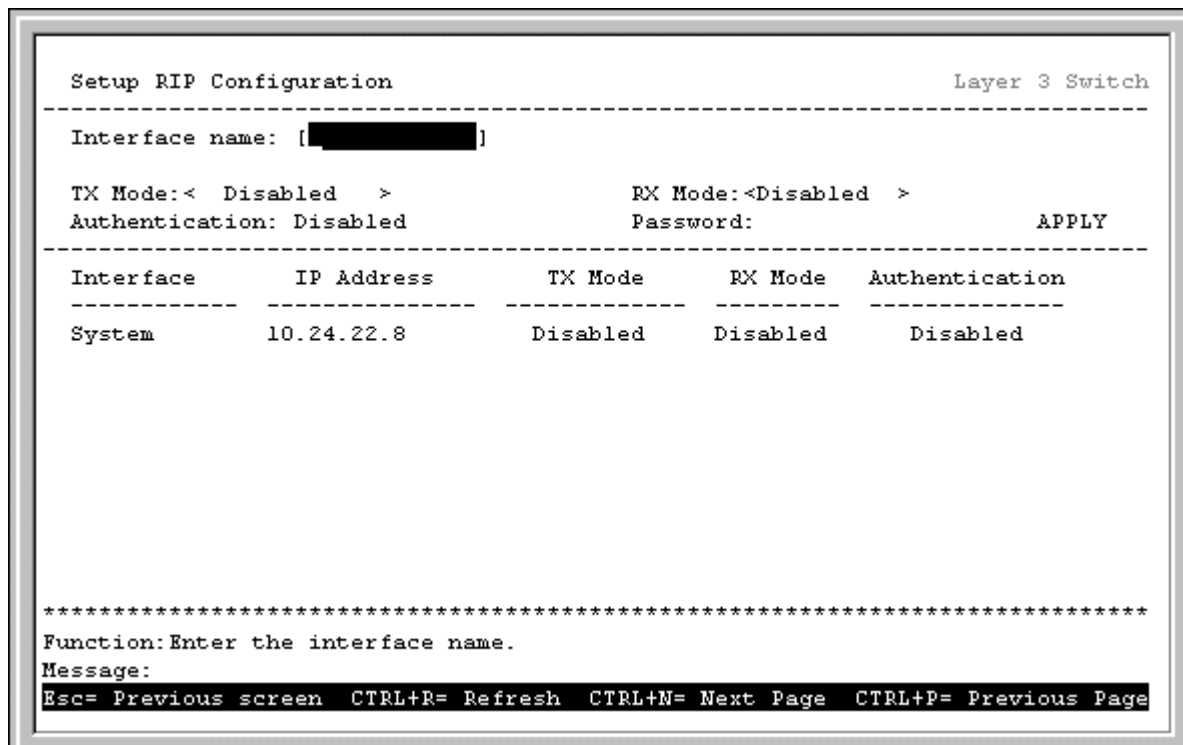 Setup RIP Configuration Layer 3 Switch
--------------------------------------------------------------------------------
Interface name: [ ]
TX Mode:< Disabled > RX Mode:<Disabled >
Authentication: Disabled Password: APPLY
--------------------------------------------------------------------------------
Interface IP Address TX Mode RX Mode Authentication
------------ --------------- ------------- --------- --------------
System 10.24.22.8 Disabled Disabled Disabled
********************************************************************************
Function:Enter the interface name.
Message:
Esc= Previous screen CTRL+R= Refresh CTRL+N= Next Page CTRL+P= Previous Page